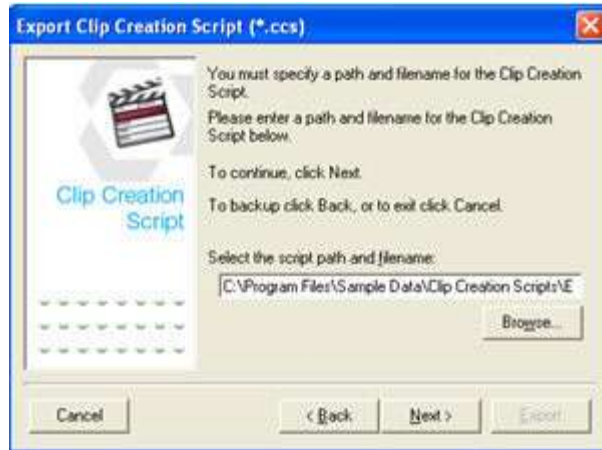 Export Clip Creation Script (*.ccs)
You must specify a path and filename for the Clip Creation
Script.
Please enter a path and filename for the Clip Creation
Script below.
To continue, click Next.
To backup click Back, or to exit click Cancel.
Clip Creation
Script
Select the script path and filename:
C:\Program Files\Sample Data\Clip Creation Scripts\E
Browse...
Cancel
< Back
Next >
Export